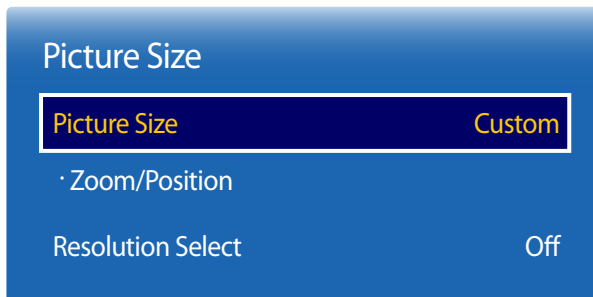 Picture Size
Picture Size Custom
· Zoom/Position
Resolution Select Off